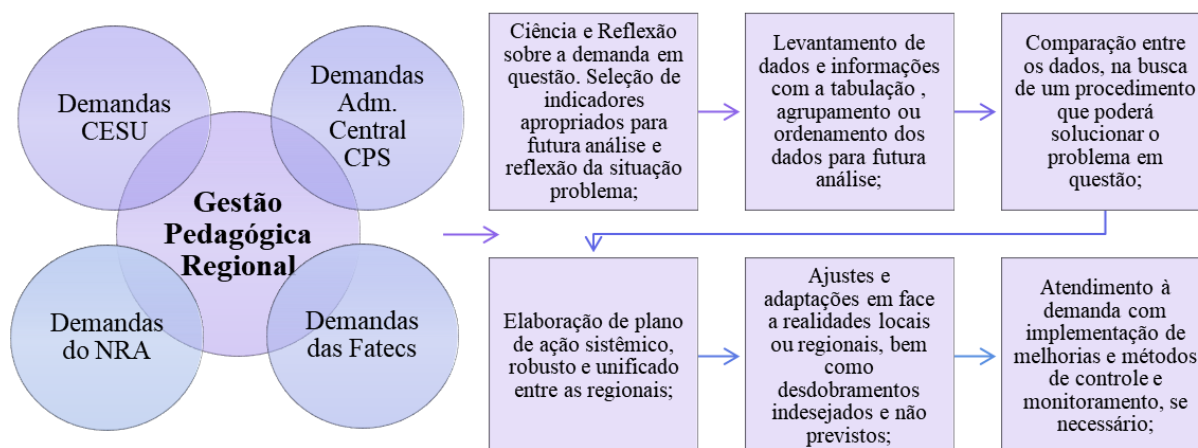 Demandas
CESU
Demandas
Adm.
Central
CPS
Gestão
Pedagógica
Regional
Demandas
do NRA
Demandas
das Fatecs
Ciência e Reflexão
sobre a demanda em
questão. Seleção de
indicadores
apropriados para
futura análise e
reflexão da situação
problema;
Levantamento de
dados e informações
com a tabulação ,
agrupamento ou
ordenamento dos
dados para futura
análise;
Comparação entre
os dados, na busca
de um procedimento
que poderá
solucionar o
problema em
questão;
Elaboração de plano
de ação sistêmico,
robusto e unificado
entre as regionais;
Ajustes e
adaptações em face
a realidades locais
ou regionais, bem
como
desdobramentos
indesejados e não
previstos;
Atendimento à
demanda com
implementação de
melhorias e métodos
de controle e
monitoramento, se
necessário;